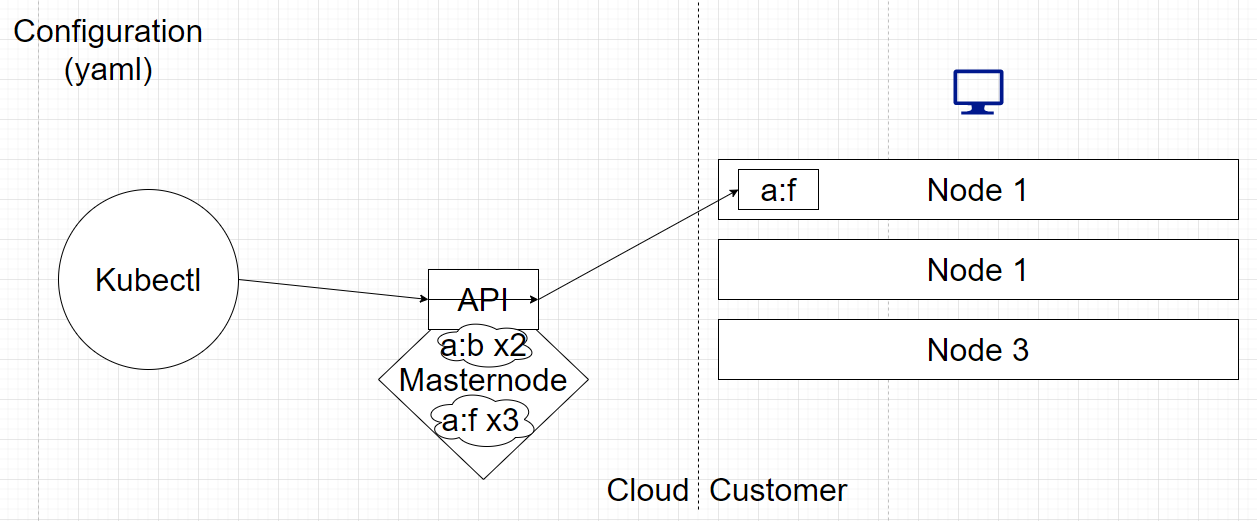 Configuration
(yaml)
Kubectl
API
a:b x2
Masternode
a:f x3
a:f
Node 1
Node 1
Node 3
Cloud
Customer